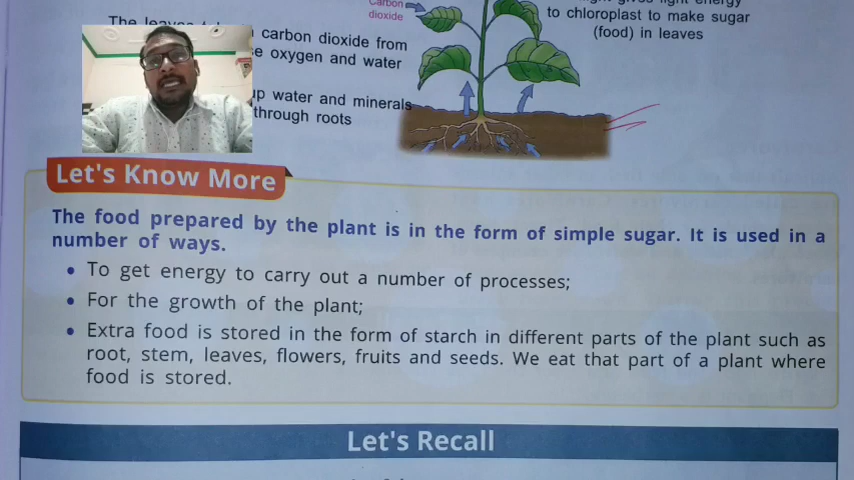 Carbon
dioxide
to chloroplast to make sugar
(food) in leaves
The leaves
carbon dioxide from
oxygen and water
up water and minerals
through roots
Let's Know More
The food prepared by the plant is in the form of simple sugar. It is used in a
number of ways.
• To get energy to carry out a number of processes;
• For the growth of the plant;
• Extra food is stored in the form of starch in different parts of the plant such as
root, stem, leaves, flowers, fruits and seeds. We eat that part of a plant where
food is stored.
Let's Recall